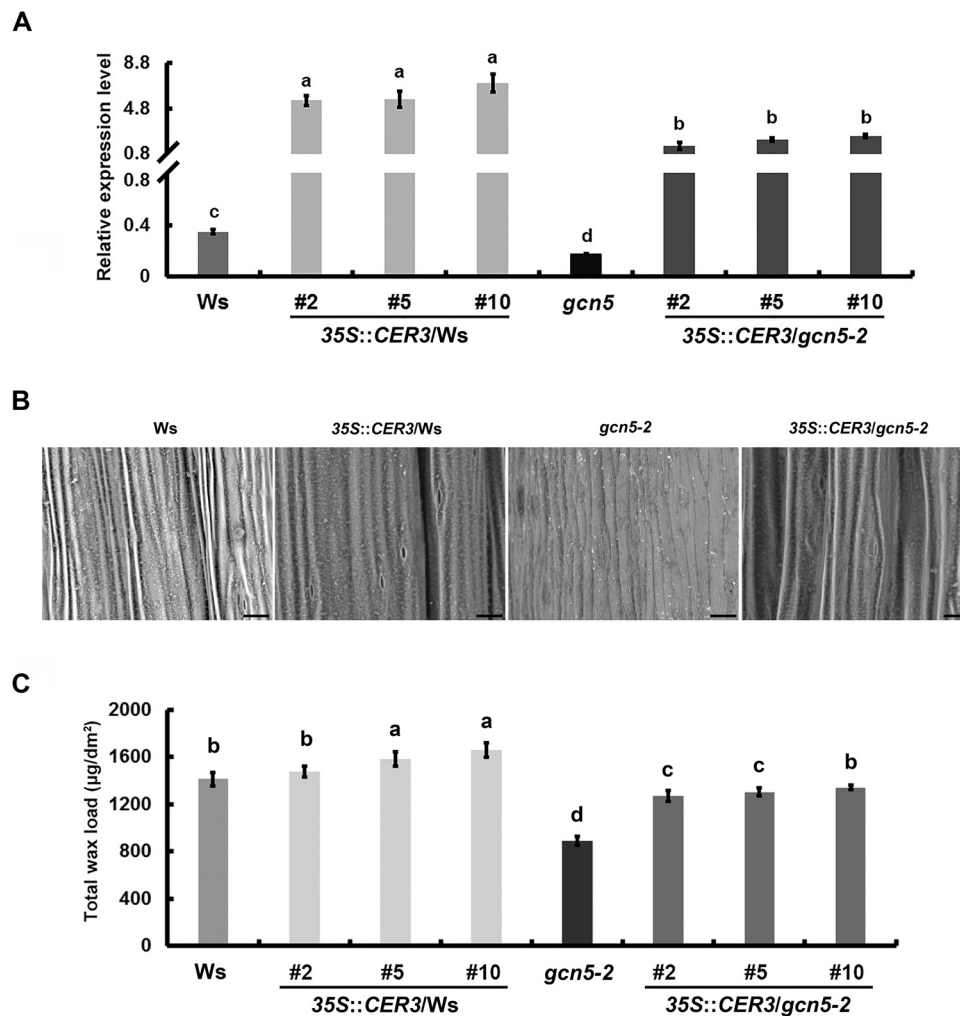 A
Relative expression level
8.8
4.8
0.8
0.8
0.4
0
c
a
a
a
d
b
b
b
Ws
#2
#5
#10
gcn5
#2
#5
#10
35S::CER3/Ws
35S::CER3/gcn5-2
B
Ws
35S::CER3/Ws
gcn5-2
35S::CER3/gcn5-2
C
Total wax load (µg/dm²)
2000
1600
1200
800
400
0
b
b
a
a
d
c
c
b
Ws
#2
#5
#10
gcn5-2
#2
#5
#10
35S::CER3/Ws
35S::CER3/gcn5-2